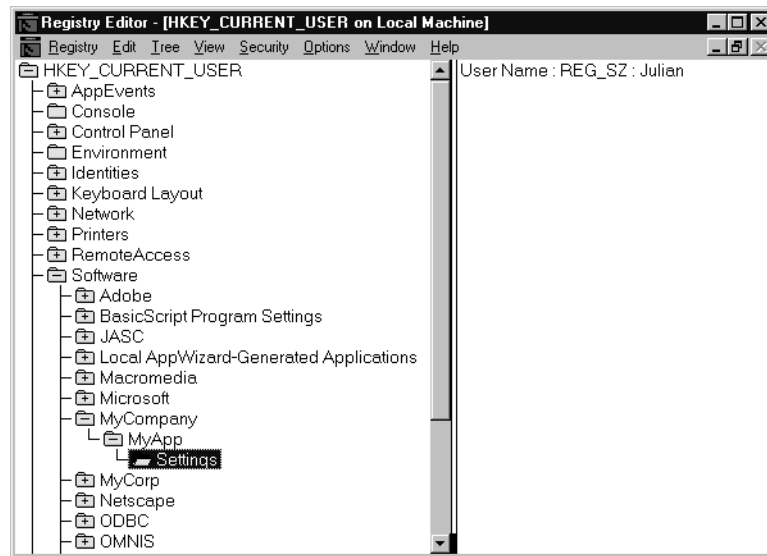 Registry Editor - [HKEY_CURRENT_USER on Local Machine]
Registry Edit Tree View Security Options Window Help
HKEY_CURRENT_USER
User Name : REG_SZ : Julian
AppEvents
Console
Control Panel
Environment
Identities
Keyboard Layout
Network
Printers
RemoteAccess
Software
Adobe
BasicScript Program Settings
JASC
Local AppWizard-Generated Applications
Macromedia
Microsoft
MyCompany
MyApp
Settings
MyCorp
Netscape
ODBC
OMNIS